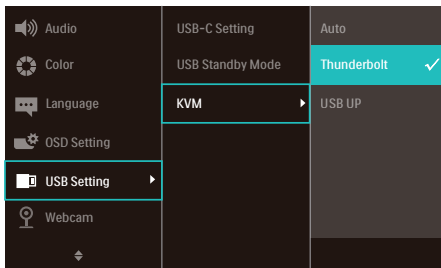 Audio
Color
Language
OSD Setting
USB Setting
Webcam
USB-C Setting
USB Standby Mode
KVM
Auto
Thunderbolt
USB UP